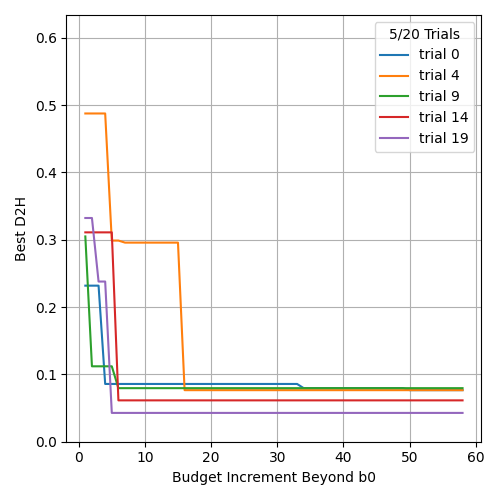 5/20 Trials
trial 0
trial 4
trial 9
trial 14
trial 19
Best D2H
0.6
0.5
0.4
0.3
0.2
0.1
0.0
0 10 20 30 40 50 60
Budget Increment Beyond b0